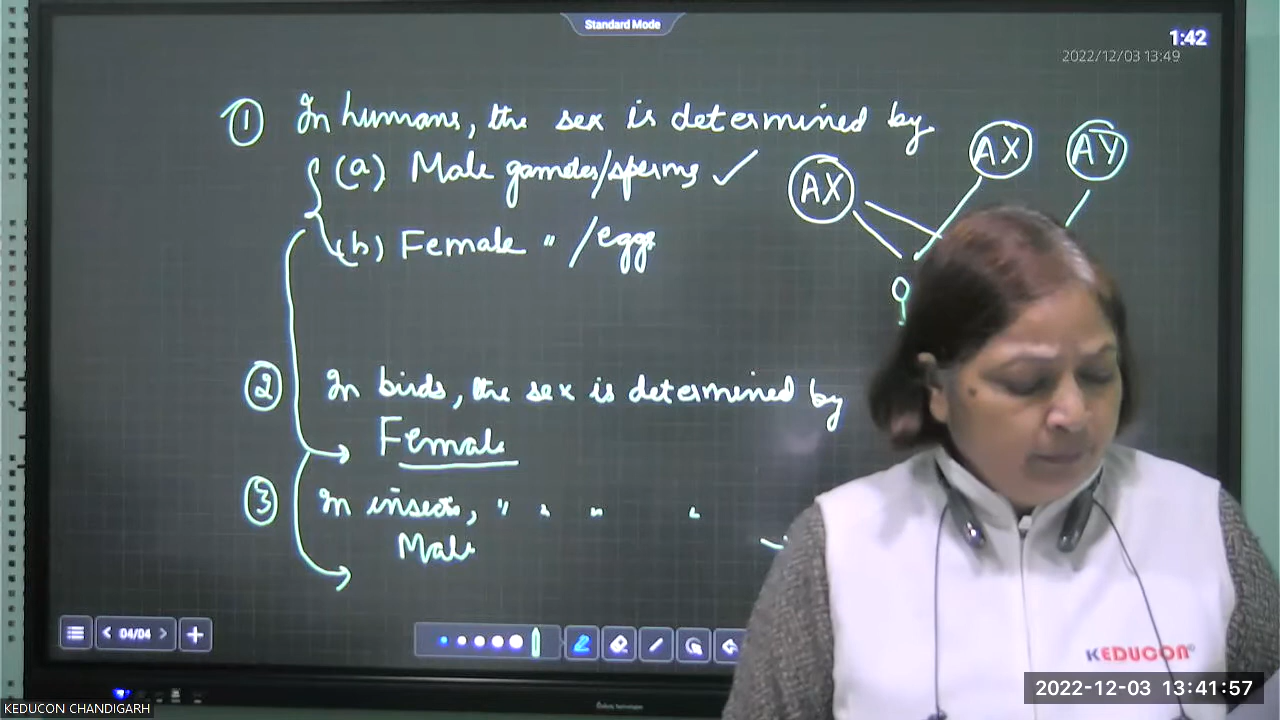 Standard Mode
1:42
2022/12/03 13:49
① In humans, the sex is determined by
(a) Male gametes/sperms ✓
AX AX AY
(b) Female " /eggs
♀
② In birds, the sex is determined by
Female
③ In insects, " " " "
Male
04/04
KEDUCON
2022-12-03 13:41:57
KEDUCON CHANDIGARH